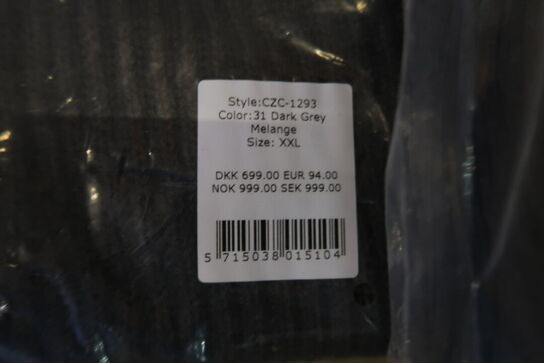 Style:CZC-1293
Color:31 Dark Grey
Melange
Size: XXL
DKK 699.00 EUR 94.00
NOK 999.00 SEK 999.00
5 715038 015104